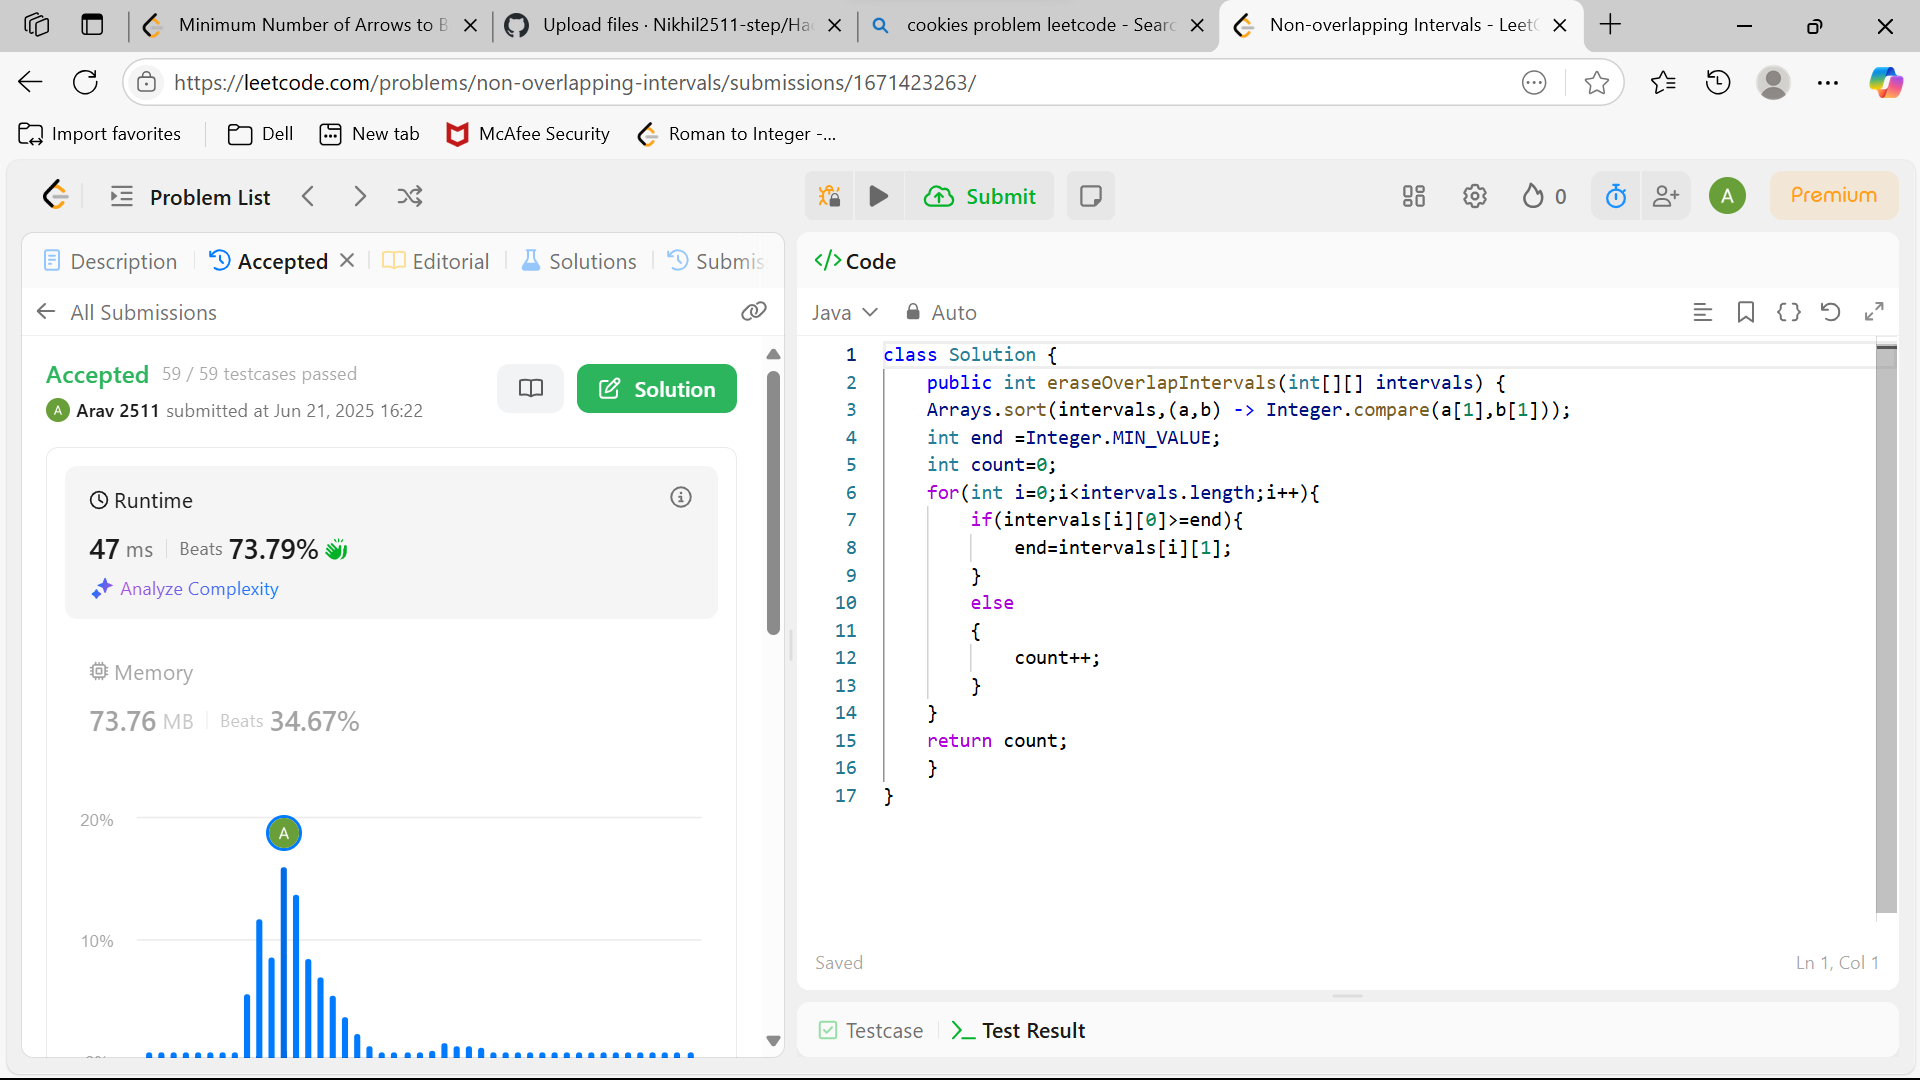 Minimum Number of Arrows to B
Upload files · Nikhil2511-step/Hac
cookies problem leetcode - Searc
Non-overlapping Intervals - LeetC
https://leetcode.com/problems/non-overlapping-intervals/submissions/1671423263/
Import favorites
Dell
New tab
McAfee Security
Roman to Integer -...
Problem List
Submit
0
A
Premium
Description
Accepted
Editorial
Solutions
Submis
</> Code
All Submissions
Java
Auto
Accepted 59 / 59 testcases passed
A Arav 2511 submitted at Jun 21, 2025 16:22
Solution
Runtime
47 ms Beats 73.79%
Analyze Complexity
Memory
73.76 MB Beats 34.67%
20%
A
10%
1 class Solution {
2 public int eraseOverlapIntervals(int[][] intervals) {
3 Arrays.sort(intervals,(a,b) -> Integer.compare(a[1],b[1]));
4 int end =Integer.MIN_VALUE;
5 int count=0;
6 for(int i=0;i<intervals.length;i++){
7 if(intervals[i][0]>=end){
8 end=intervals[i][1];
9 }
10 else
11 {
12 count++;
13 }
14 }
15 return count;
16 }
17 }
Saved
Ln 1, Col 1
Testcase
Test Result